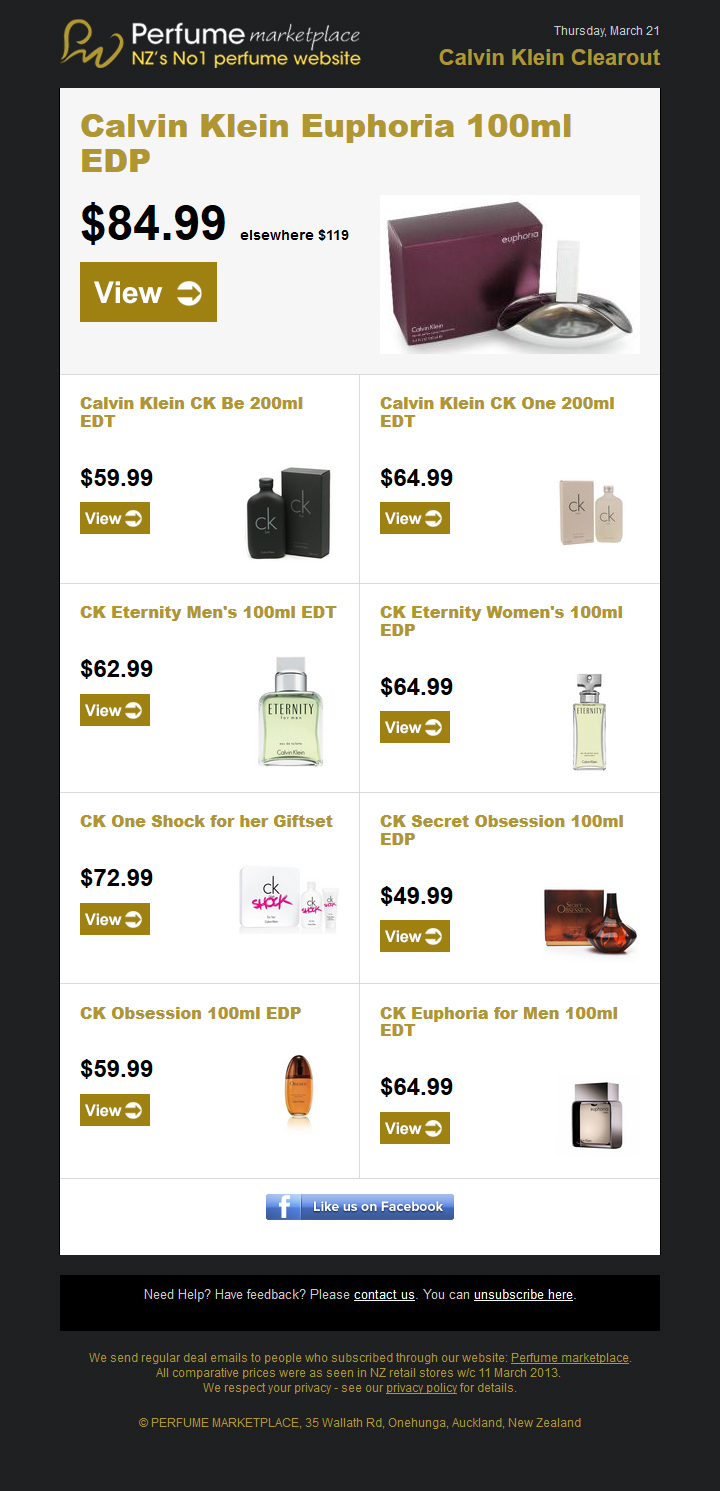 Perfume marketplace
NZ's No1 perfume website
Thursday, March 21
Calvin Klein Clearout
Calvin Klein Euphoria 100ml
EDP
$84.99 elsewhere $119
View
euphoria
Calvin Klein
Calvin Klein CK Be 200ml
EDT
$59.99
View
ck
ck
Calvin Klein CK One 200ml
EDT
$64.99
View
ck
ck
CK Eternity Men's 100ml EDT
$62.99
View
ETERNITY
for men
eau de toilette
Calvin Klein
CK Eternity Women's 100ml
EDP
$64.99
View
ETERNITY
Calvin Klein
CK One Shock for her Giftset
$72.99
View
ck
SHOCK
CK Secret Obsession 100ml
EDP
$49.99
View
SECRET
OBSESSION
CK Obsession 100ml EDP
$59.99
View
Obsession
CK Euphoria for Men 100ml
EDT
$64.99
View
euphoria
Like us on Facebook
Need Help? Have feedback? Please contact us. You can unsubscribe here.
We send regular deal emails to people who subscribed through our website: Perfume marketplace.
All comparative prices were as seen in NZ retail stores w/c 11 March 2013.
We respect your privacy - see our privacy policy for details.
© PERFUME MARKETPLACE, 35 Wallath Rd, Onehunga, Auckland, New Zealand